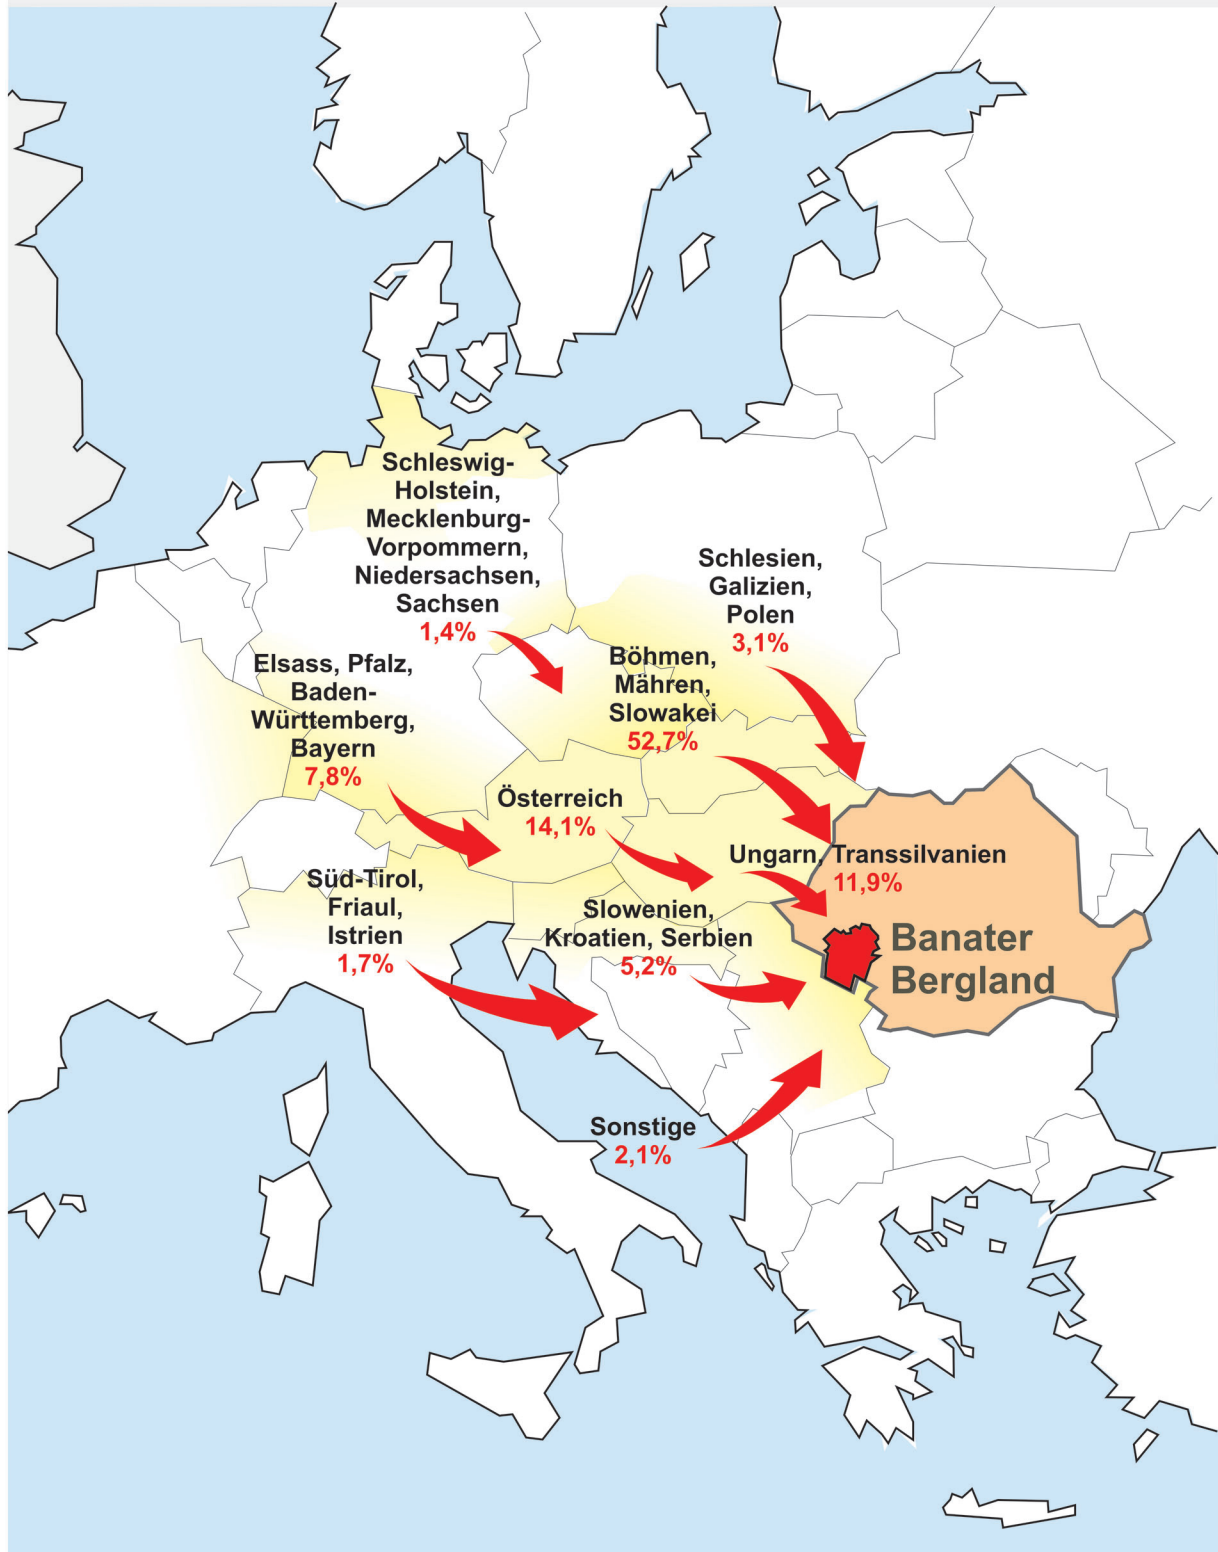 Schleswig-
Holstein,
Mecklenburg-
Vorpommern,
Niedersachsen,
Sachsen
1,4%
Schlesien,
Galizien,
Polen
3,1%
Elsass, Pfalz,
Baden-
Württemberg,
Bayern
7,8%
Böhmen,
Mähren,
Slowakei
52,7%
Österreich
14,1%
Ungarn, Transsilvanien
11,9%
Süd-Tirol,
Friaul,
Istrien
1,7%
Slowenien,
Kroatien, Serbien
5,2%
Banater
Bergland
Sonstige
2,1%